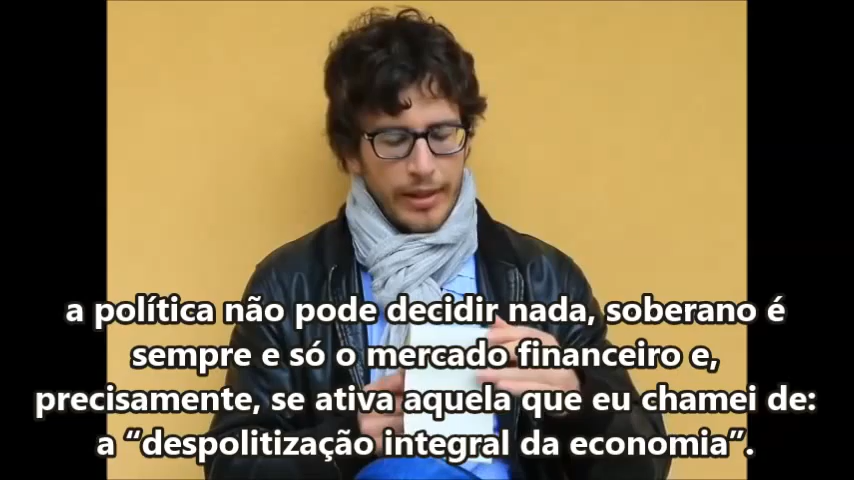 a política não pode decidir nada, soberano é
sempre e só o mercado financeiro e,
precisamente, se ativa aquela que eu chamei de:
a “despolitização integral da economia”.